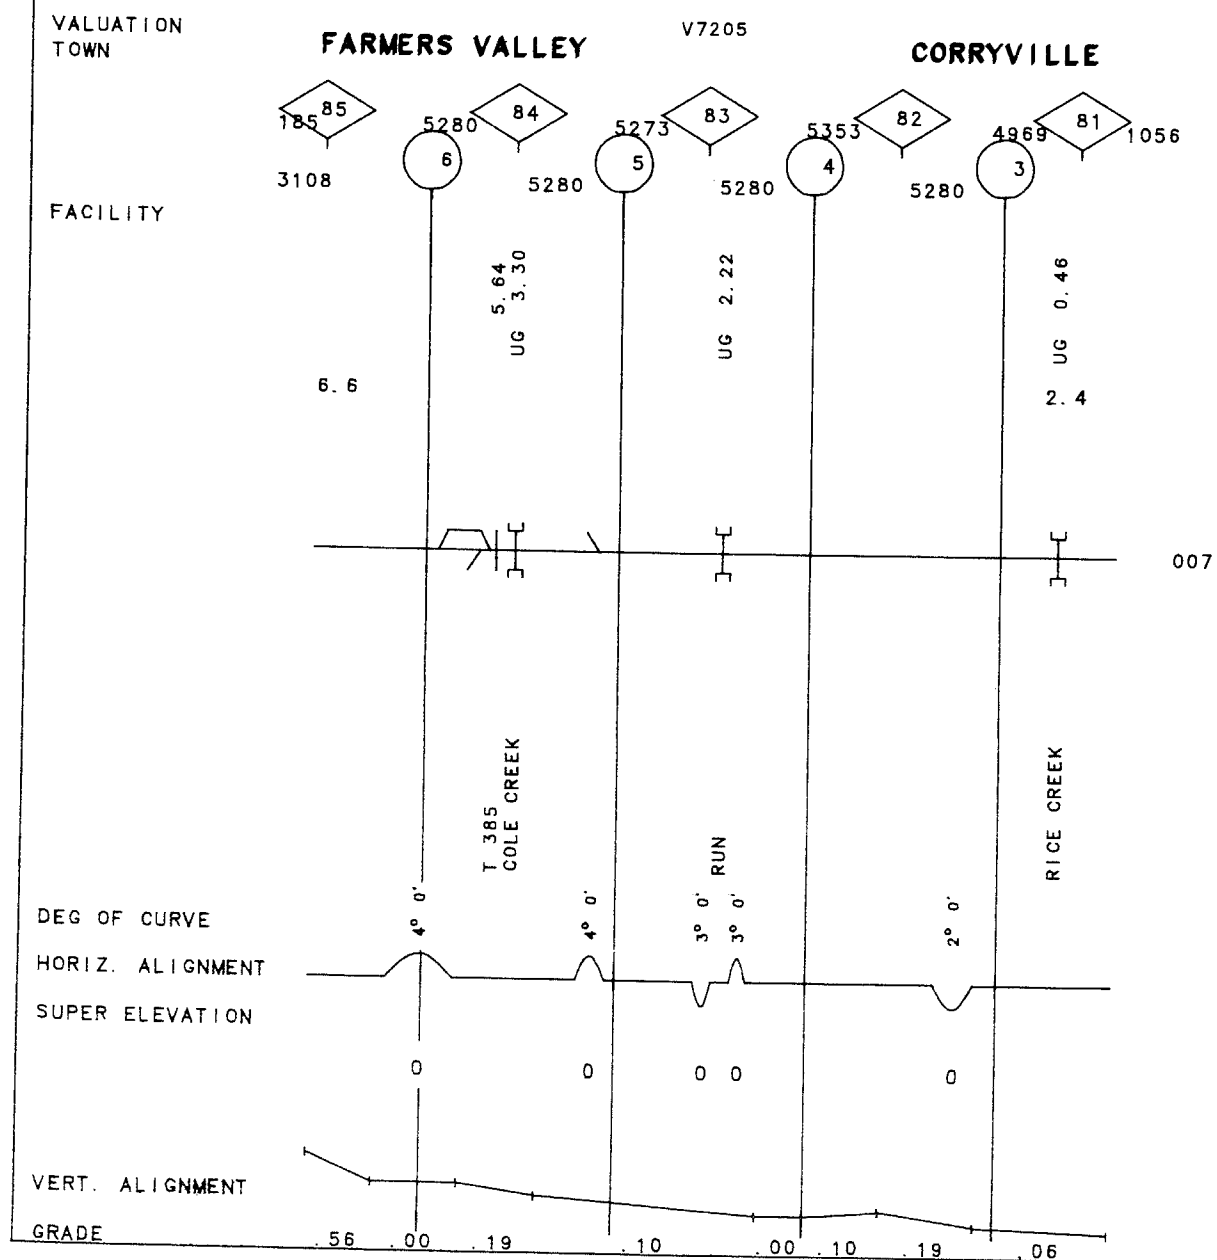 VALUATION
TOWN
FARMERS VALLEY
V7205
CORRYVILLE
85
84
83
82
81
185
5280
5273
5353
4969
1056
6
5
4
3
3108
5280
5280
5280
FACILITY
5.64
UG 3.30
UG 2.22
UG 0.46
6.6
2.4
007
T 385
COLE CREEK
RUN
RICE CREEK
DEG OF CURVE
4° 0'
4° 0'
3° 0'
3° 0'
2° 0'
HORIZ. ALIGNMENT
SUPER ELEVATION
0
0
0
0
0
VERT. ALIGNMENT
GRADE
.56
.00
.19
.10
.00
.10
.19
.06